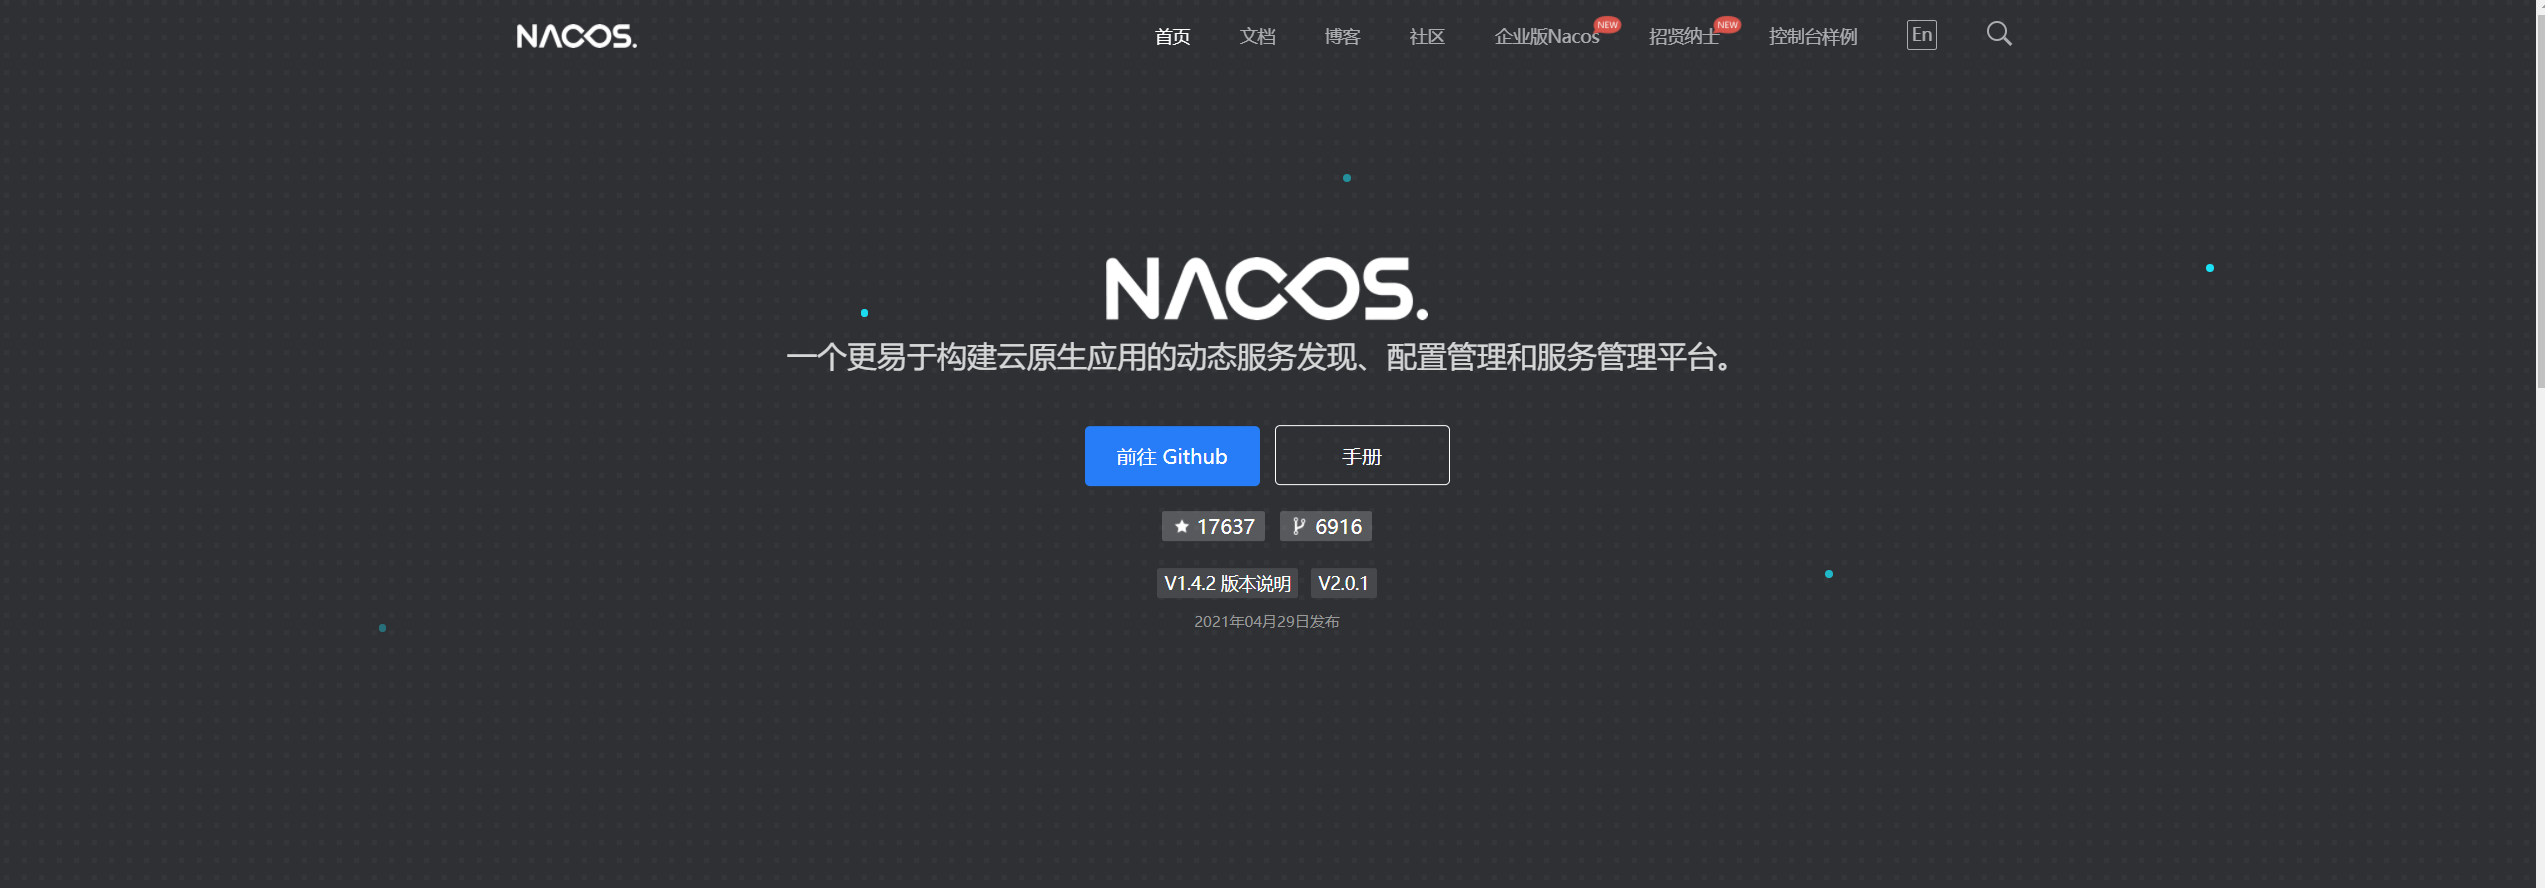 NACOS.
首页 文档 博客 社区 企业版Nacos NEW 招贤纳士 NEW 控制台样例 En
NACOS.
一个更易于构建云原生应用的动态服务发现、配置管理和服务管理平台。
前往 Github 手册
17637 6916
V1.4.2 版本说明 V2.0.1
2021年04月29日发布